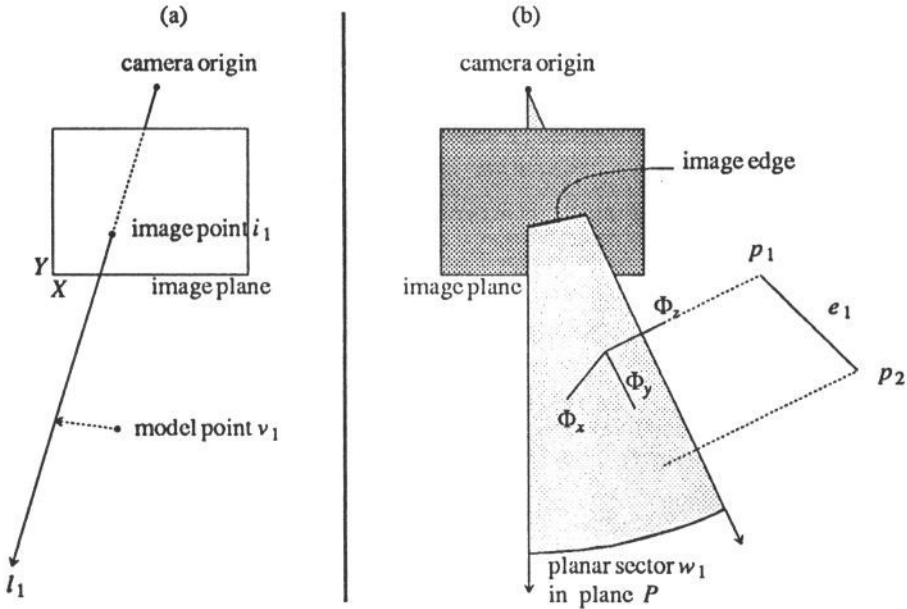 (a)
camera origin
image point i₁
Y
X
image plane
model point v₁
l₁
(b)
camera origin
image edge
image plane
p₁
e₁
Φz
p₂
Φy
Φx
planar sector w₁
in plane P